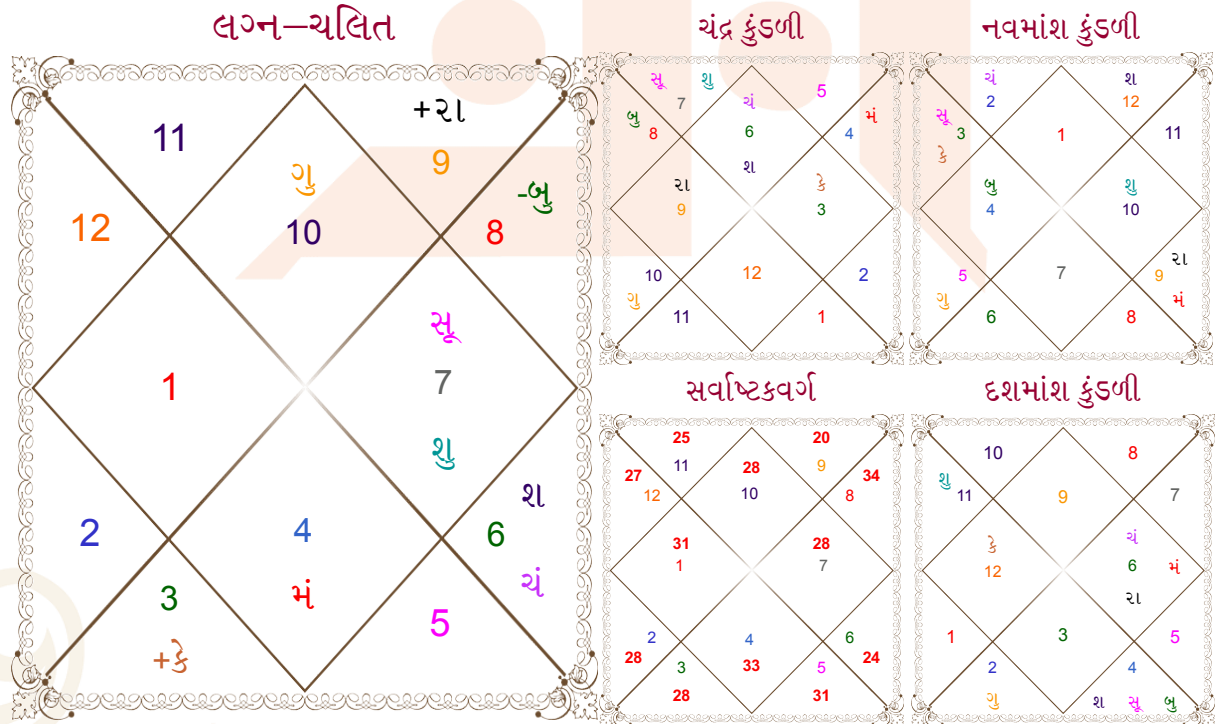 લગ્ન–ચલિત
+રા
11
9
ગુ
-બુ
12
10
8
સૂ
1
7
શુ
શ
2
4
6
ચં
3
મં
5
+કે
ચંદ્ર કુંડળી
સૂ શુ
5
7 ચં
બુ મં
8 6 4
શ
રા કે
9 3
10 12 2
ગુ
11 1
નવમાંશ કુંડળી
ચં શ
2 12
સૂ
3 1 11
કે
બુ શુ
4 10
રા
5 7 9
ગુ મં
6 8
સર્વાષ્ટકવર્ગ
25 20
11 28 9
27 34
12 10 8
31 28
1 7
2 4 6
28 24
3 33 5
28 31
દશમાંશ કુંડળી
10 8
શુ
11 9 7
કે ચં
12 6 મં
રા
1 3 5
2 4
ગુ શ સૂ બુ